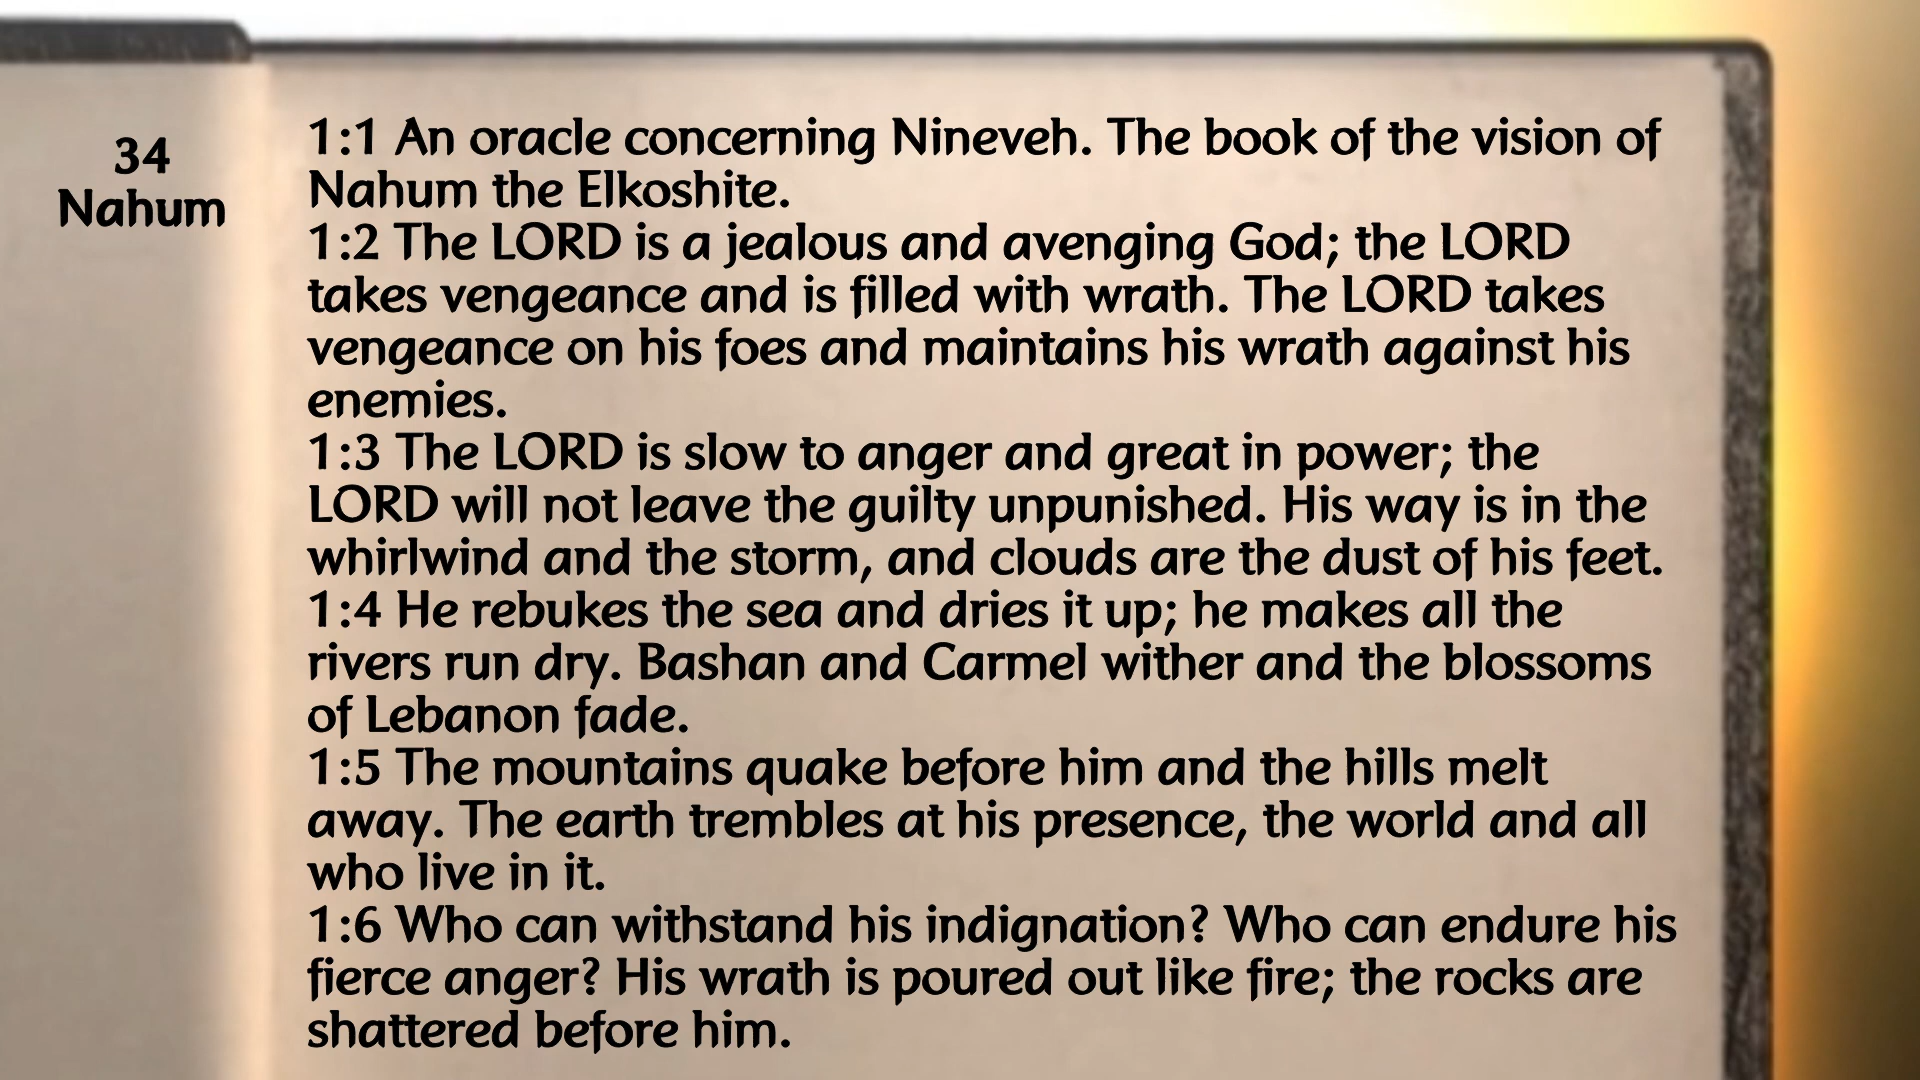 34
Nahum
1:1 An oracle concerning Nineveh. The book of the vision of
Nahum the Elkoshite.
1:2 The LORD is a jealous and avenging God; the LORD
takes vengeance and is filled with wrath. The LORD takes
vengeance on his foes and maintains his wrath against his
enemies.
1:3 The LORD is slow to anger and great in power; the
LORD will not leave the guilty unpunished. His way is in the
whirlwind and the storm, and clouds are the dust of his feet.
1:4 He rebukes the sea and dries it up; he makes all the
rivers run dry. Bashan and Carmel wither and the blossoms
of Lebanon fade.
1:5 The mountains quake before him and the hills melt
away. The earth trembles at his presence, the world and all
who live in it.
1:6 Who can withstand his indignation? Who can endure his
fierce anger? His wrath is poured out like fire; the rocks are
shattered before him.